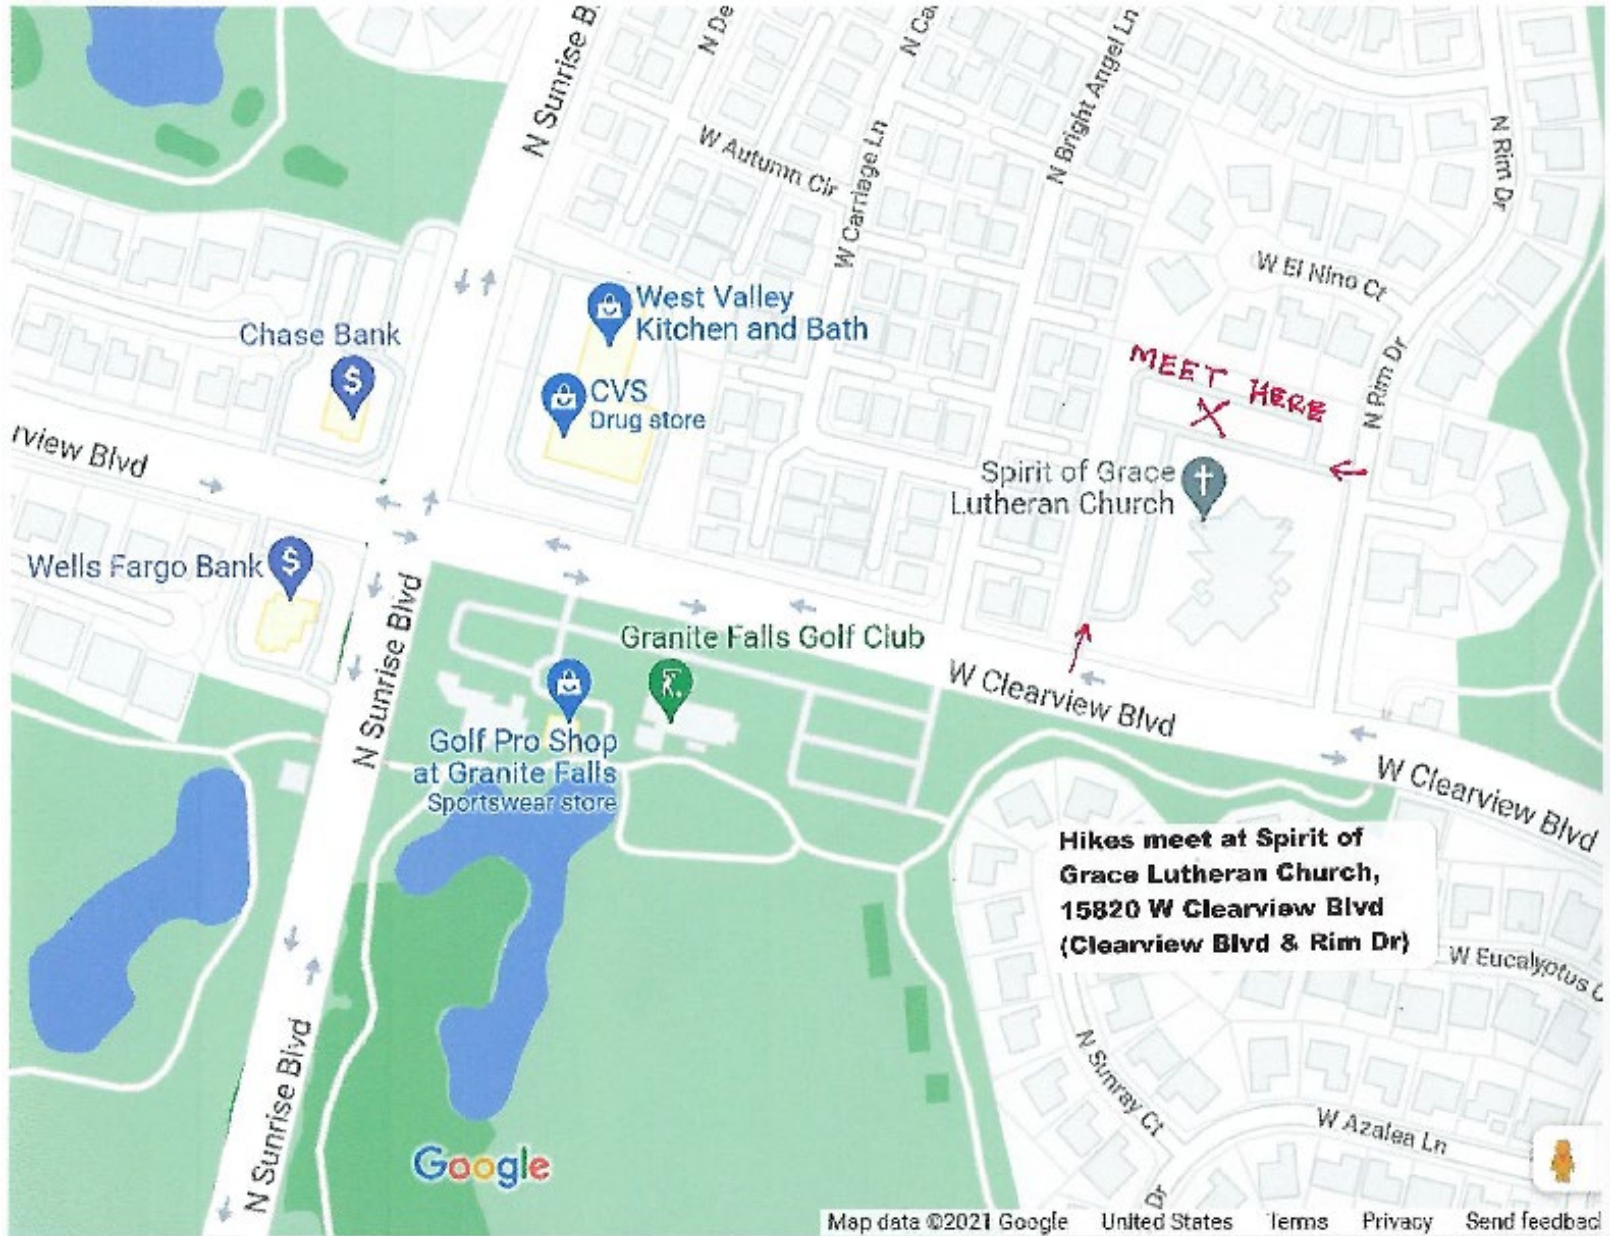 N Sunrise B
N De
N Ca
N Bright Angel Ln
N Rim Dr
W Autumn Cir
W Carriage Ln
W El Nino Ct
West Valley
Kitchen and Bath
Chase Bank
$
CVS
Drug store
MEET HERE
X
N Rim Dr
rview Blvd
Spirit of Grace
Lutheran Church
Wells Fargo Bank
$
N Sunrise Blvd
Granite Falls Golf Club
W Clearview Blvd
Golf Pro Shop
at Granite Falls
Sportswear store
W Clearview Blvd
Hikes meet at Spirit of
Grace Lutheran Church,
15820 W Clearview Blvd
(Clearview Blvd & Rim Dr)
W Eucalyptus C
N Sunray Ct
W Azalea Ln
N Sunrise Blvd
Google
Dr
Map data ©2021 Google United States Terms Privacy Send feedbac